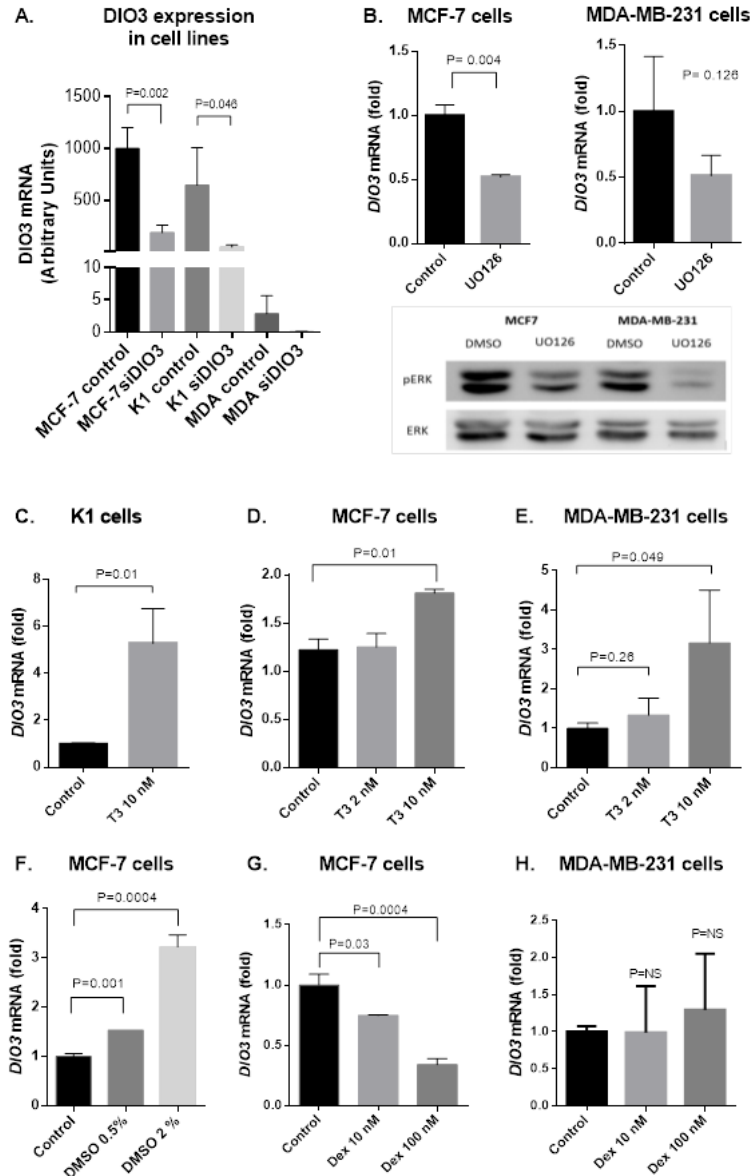 A.
DIO3 expression
in cell lines
P=0.002
P=0.046
1500
1000
500
10
5
0
DIO3 mRNA
(Arbitrary Units)
MCF-7 control
MCF-7siDIO3
K1 control
K1 siDIO3
MDA control
MDA siDIO3
B.
MCF-7 cells
P= 0.004
1.5
1.0
0.5
0.0
DIO3 mRNA (fold)
Control
UO126
MDA-MB-231 cells
P= 0.126
1.5
1.0
0.5
0.0
DIO3 mRNA (fold)
Control
UO126
MCF7
MDA-MB-231
DMSO
UO126
DMSO
UO126
pERK
ERK
C.
K1 cells
P=0.01
8
6
4
2
0
DIO3 mRNA (fold)
Control
T3 10 nM
D.
MCF-7 cells
P=0.01
2.0
1.5
1.0
0.5
0.0
DIO3 mRNA (fold)
Control
T3 2 nM
T3 10 nM
E.
MDA-MB-231 cells
P=0.049
P=0.26
5
4
3
2
1
0
DIO3 mRNA (fold)
Control
T3 2 nM
T3 10 nM
F.
MCF-7 cells
P=0.0004
P=0.001
4
3
2
1
0
DIO3 mRNA (fold)
Control
DMSO 0.5%
DMSO 2 %
G.
MCF-7 cells
P=0.0004
P=0.03
1.5
1.0
0.5
0.0
DIO3 mRNA (fold)
Control
Dex 10 nM
Dex 100 nM
H.
MDA-MB-231 cells
P=NS
P=NS
2.5
2.0
1.5
1.0
0.5
0.0
DIO3 mRNA (fold)
Control
Dex 10 nM
Dex 100 nM